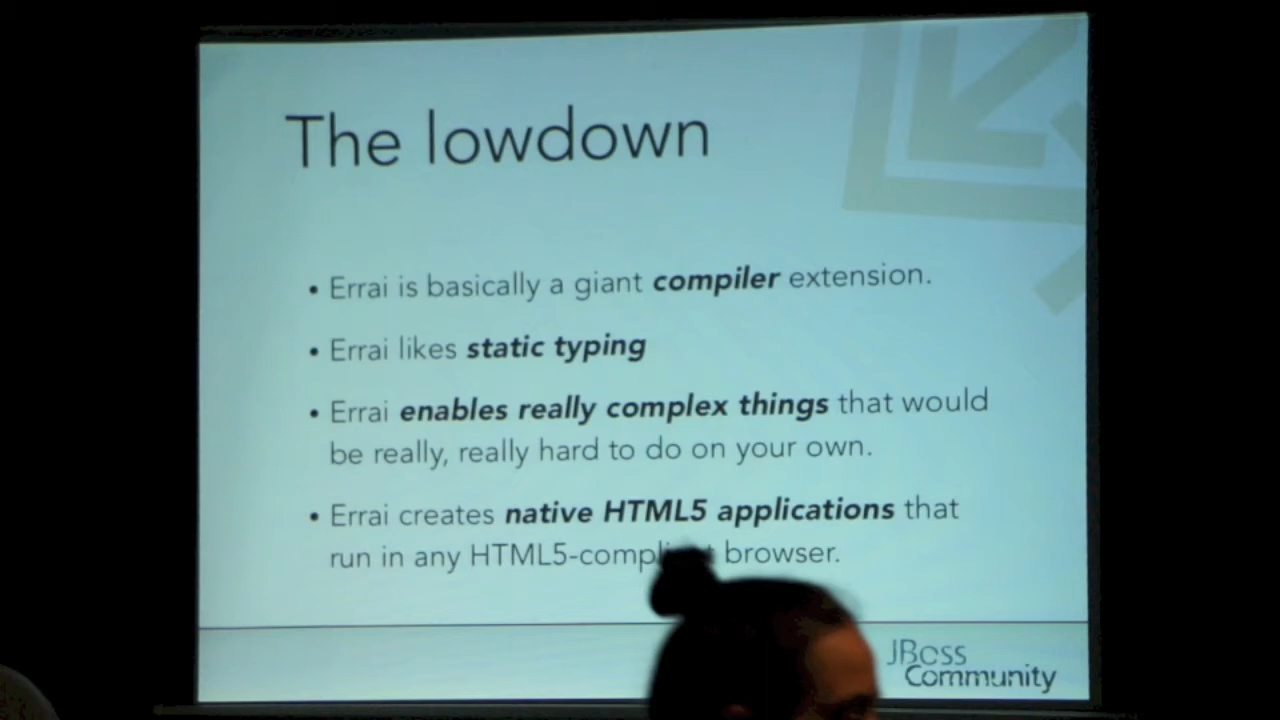 The lowdown
• Errai is basically a giant compiler extension.
• Errai likes static typing
• Errai enables really complex things that would
be really, really hard to do on your own.
• Errai creates native HTML5 applications that
run in any HTML5-compliant browser.
JBoss
Community